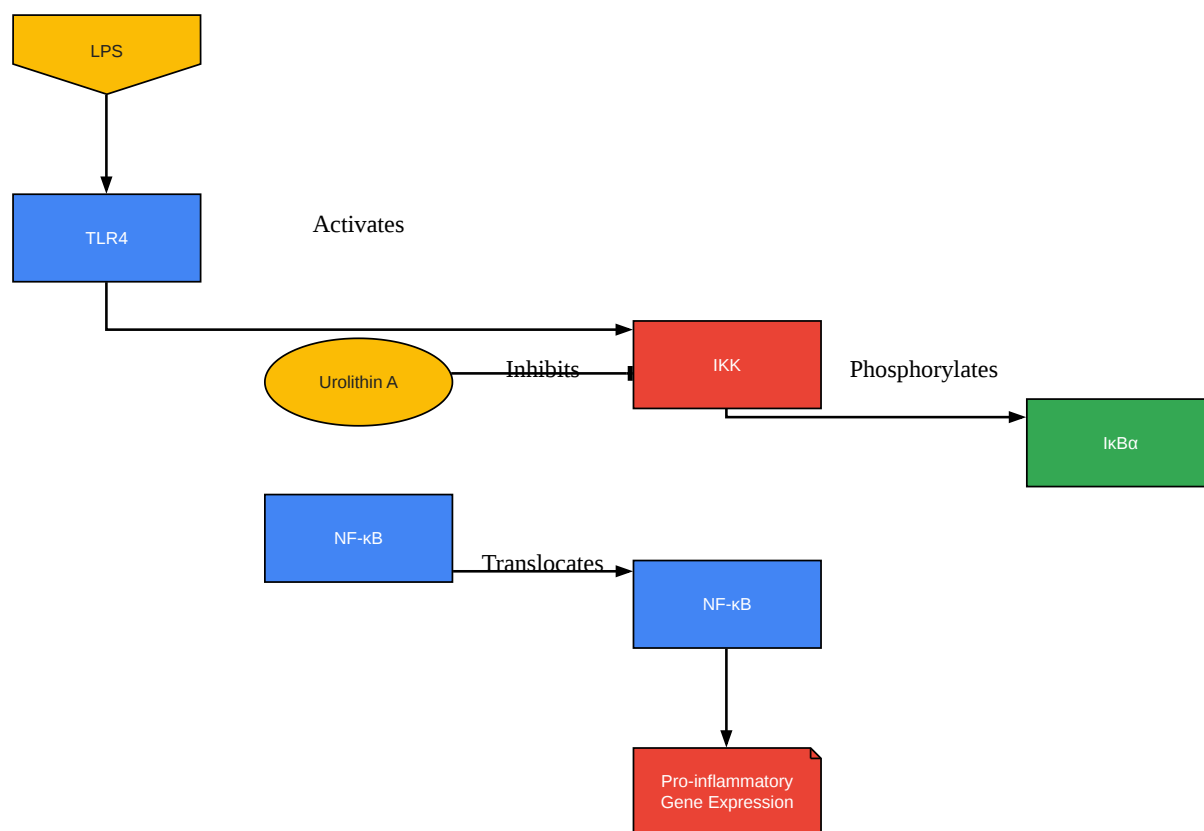 LPS
TLR4
Activates
Urolithin A
Inhibits
IKK
Phosphorylates
IκBα
NF-κB
Translocates
NF-κB
Pro-inflammatory
Gene Expression